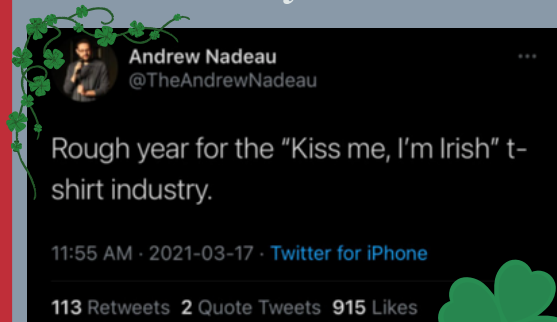 Andrew Nadeau
@TheAndrewNadeau
Rough year for the “Kiss me, I’m Irish” t-
shirt industry.
11:55 AM · 2021-03-17 · Twitter for iPhone
113 Retweets 2 Quote Tweets 915 Likes